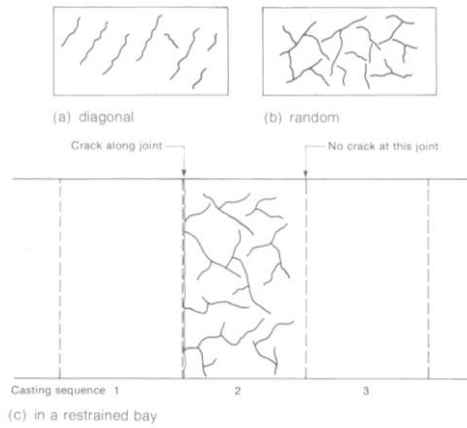 (a) diagonal
(b) random
Crack along joint
No crack at this joint
Casting sequence 1 2 3
(c) in a restrained bay